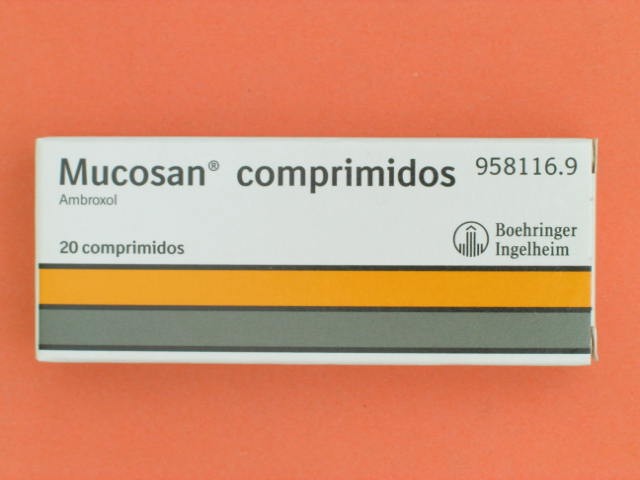 Mucosan® comprimidos 958116.9
Ambroxol
20 comprimidos
Boehringer
Ingelheim